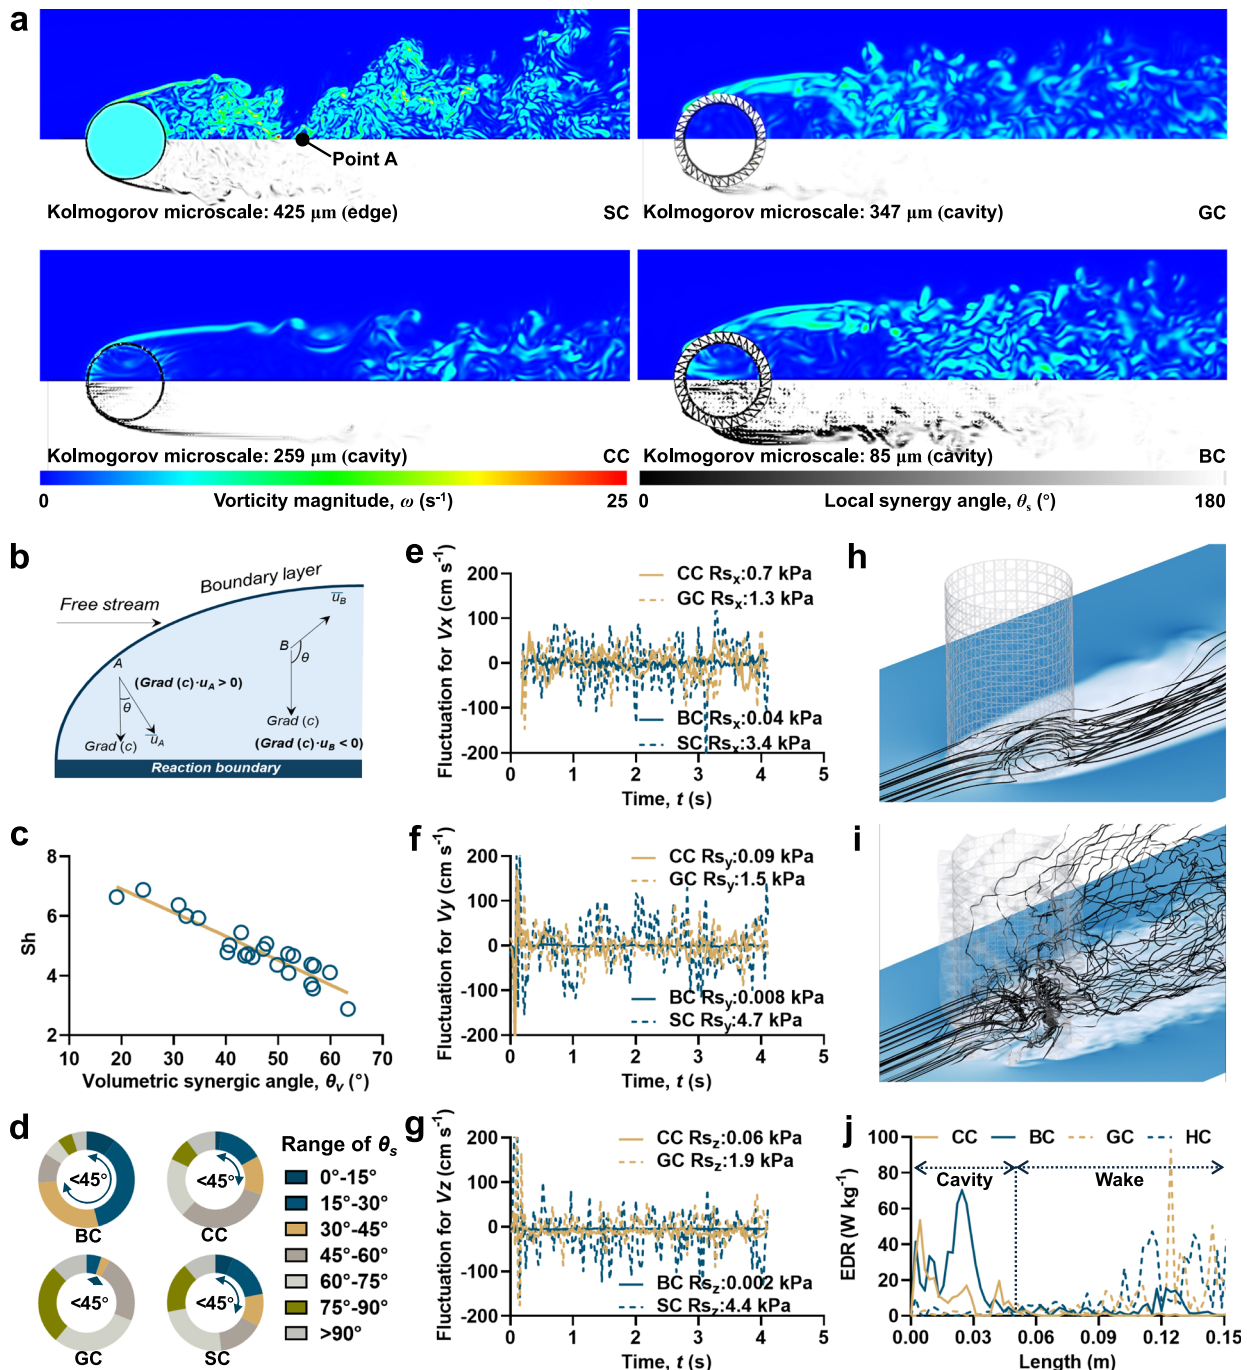 a
Point A
Kolmogorov microscale: 425 μm (edge)
SC
Kolmogorov microscale: 347 μm (cavity)
GC
Kolmogorov microscale: 259 μm (cavity)
CC
Kolmogorov microscale: 85 μm (cavity)
BC
0
Vorticity magnitude, ω (s⁻¹)
25
0
Local synergy angle, θs (°)
180
b
Free stream
Boundary layer
A
(Grad (c)·uA > 0)
θ
Grad (c)
uA
B
uB
θ
Grad (c)
(Grad (c)·uB < 0)
Reaction boundary
c
Sh
8
6
4
2
10 20 30 40 50 60 70
Volumetric synergic angle, θv (°)
d
<45°
BC
<45°
CC
<45°
GC
<45°
SC
Range of θs
0°-15°
15°-30°
30°-45°
45°-60°
60°-75°
75°-90°
>90°
e
Fluctuation for Vx (cm s⁻¹)
200
100
0
-100
-200
CC Rsx:0.7 kPa
GC Rsx:1.3 kPa
BC Rsx:0.04 kPa
SC Rsx:3.4 kPa
0 1 2 3 4 5
Time, t (s)
f
Fluctuation for Vy (cm s⁻¹)
200
100
0
-100
-200
CC Rsy:0.09 kPa
GC Rsy:1.5 kPa
BC Rsy:0.008 kPa
SC Rsy:4.7 kPa
0 1 2 3 4 5
Time, t (s)
g
Fluctuation for Vz (cm s⁻¹)
200
100
0
-100
-200
CC Rsz:0.06 kPa
GC Rsz:1.9 kPa
BC Rsz:0.002 kPa
SC Rsz:4.4 kPa
0 1 2 3 4 5
Time, t (s)
h
i
j
EDR (W kg⁻¹)
100
80
60
40
20
0
CC BC GC HC
Cavity
Wake
0.00 0.03 0.06 0.09 0.12 0.15
Length (m)